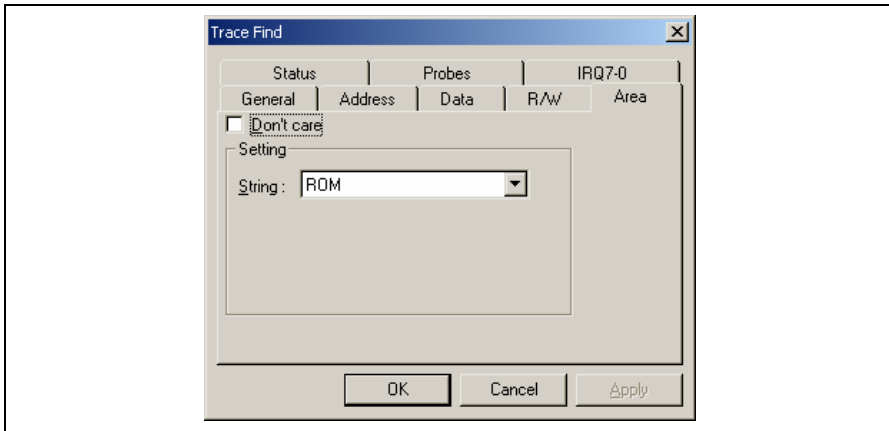 Trace Find
Status Probes IRQ7-0
General Address Data R/W Area
Don't care
Setting
String : ROM
OK Cancel Apply